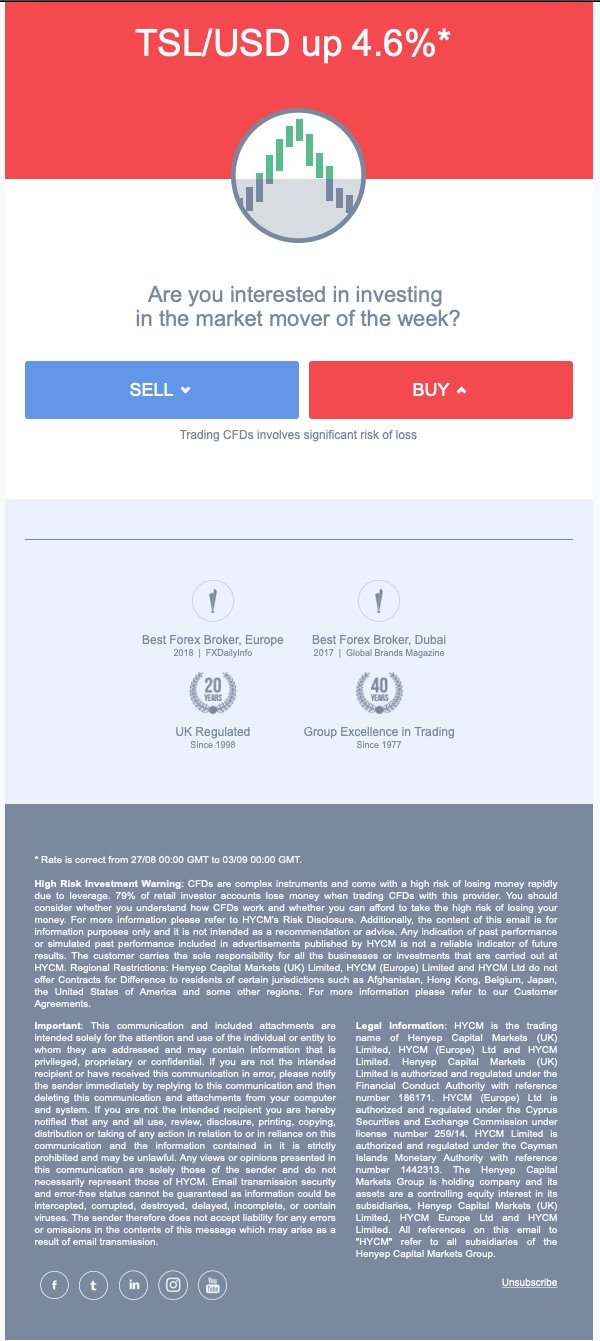 TSL/USD up 4.6%*
Are you interested in investing
in the market mover of the week?
SELL
BUY
Trading CFDs involves significant risk of loss
Best Forex Broker, Europe
2018 | FXDailyInfo
Best Forex Broker, Dubai
2017 | Global Brands Magazine
20
YEARS
UK Regulated
Since 1998
40
YEARS
Group Excellence in Trading
Since 1977
* Rate is correct from 27/08 00:00 GMT to 03/09 00:00 GMT.
High Risk Investment Warning: CFDs are complex instruments and come with a high risk of losing money rapidly
due to leverage. 79% of retail investor accounts lose money when trading CFDs with this provider. You should
consider whether you understand how CFDs work and whether you can afford to take the high risk of losing your
money. For more information please refer to HYCM's Risk Disclosure. Additionally, the content of this email is for
information purposes only and it is not intended as a recommendation or advice. Any indication of past performance
or simulated past performance included in advertisements published by HYCM is not a reliable indicator of future
results. The customer carries the sole responsibility for all the businesses or investments that are carried out at
HYCM. Regional Restrictions: Henyep Capital Markets (UK) Limited, HYCM (Europe) Limited and HYCM Ltd do not
offer Contracts for Difference to residents of certain jurisdictions such as Afghanistan, Hong Kong, Belgium, Japan,
the United States of America and some other regions. For more information please refer to our Customer
Agreements.
Important: This communication and included attachments are
intended solely for the attention and use of the individual or entity to
whom they are addressed and may contain information that is
privileged, proprietary or confidential. If you are not the intended
recipient or have received this communication in error, please notify
the sender immediately by replying to this communication and then
deleting this communication and attachments from your computer
and system. If you are not the intended recipient you are hereby
notified that any and all use, review, disclosure, printing, copying,
distribution or taking of any action in relation to or in reliance on this
communication and the information contained in it is strictly
prohibited and may be unlawful. Any views or opinions presented in
this communication are solely those of the sender and do not
necessarily represent those of HYCM. Email transmission security
and error-free status cannot be guaranteed as information could be
intercepted, corrupted, destroyed, delayed, incomplete, or contain
viruses. The sender therefore does not accept liability for any errors
or omissions in the contents of this message which may arise as a
result of email transmission.
Legal Information: HYCM is the trading
name of Henyep Capital Markets (UK)
Limited, HYCM (Europe) Ltd and HYCM
Limited. Henyep Capital Markets (UK)
Limited is authorized and regulated under the
Financial Conduct Authority with reference
number 186171. HYCM (Europe) Ltd is
authorized and regulated under the Cyprus
Securities and Exchange Commission under
license number 259/14. HYCM Limited is
authorized and regulated under the Cayman
Islands Monetary Authority with reference
number 1442313. The Henyep Capital
Markets Group is holding company and its
assets are a controlling equity interest in its
subsidiaries, Henyep Capital Markets (UK)
Limited, HYCM Europe Ltd and HYCM
Limited. All references on this email to
"HYCM" refer to all subsidiaries of the
Henyep Capital Markets Group.
f
t
in
You
Tube
Unsubscribe